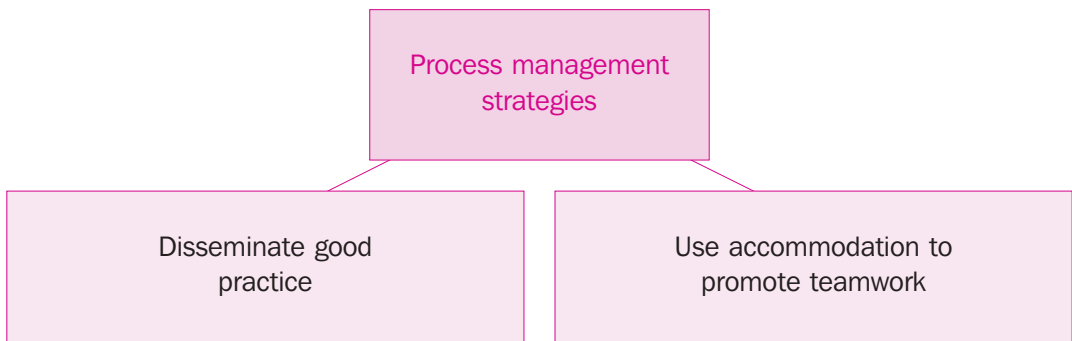 Process management
strategies
Disseminate good
practice
Use accommodation to
promote teamwork